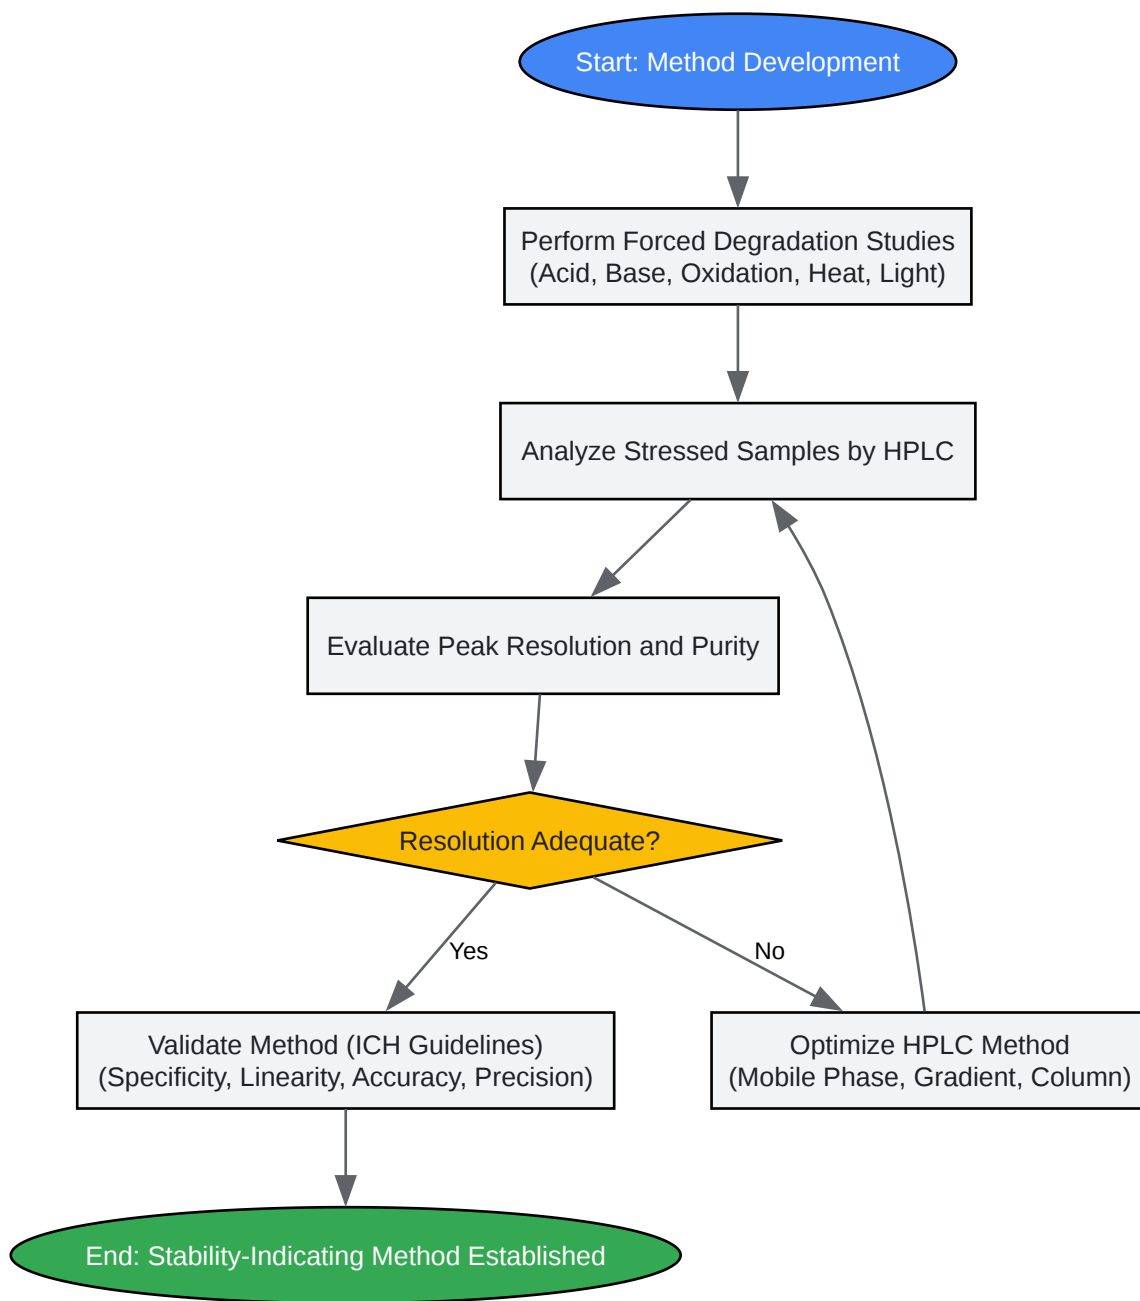 Start: Method Development
Perform Forced Degradation Studies
(Acid, Base, Oxidation, Heat, Light)
Analyze Stressed Samples by HPLC
Evaluate Peak Resolution and Purity
Resolution Adequate?
Yes
No
Validate Method (ICH Guidelines)
(Specificity, Linearity, Accuracy, Precision)
Optimize HPLC Method
(Mobile Phase, Gradient, Column)
End: Stability-Indicating Method Established